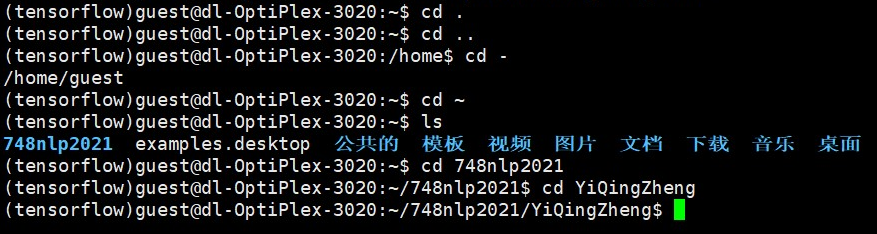 (tensorflow)guest@dl-OptiPlex-3020:~$ cd .
(tensorflow)guest@dl-OptiPlex-3020:~$ cd ..
(tensorflow)guest@dl-OptiPlex-3020:/home$ cd -
/home/guest
(tensorflow)guest@dl-OptiPlex-3020:~$ cd ~
(tensorflow)guest@dl-OptiPlex-3020:~$ ls
748nlp2021 examples.desktop 公共的 模板 视频 图片 文档 下载 音乐 桌面
(tensorflow)guest@dl-OptiPlex-3020:~$ cd 748nlp2021
(tensorflow)guest@dl-OptiPlex-3020:~/748nlp2021$ cd YiQingZheng
(tensorflow)guest@dl-OptiPlex-3020:~/748nlp2021/YiQingZheng$